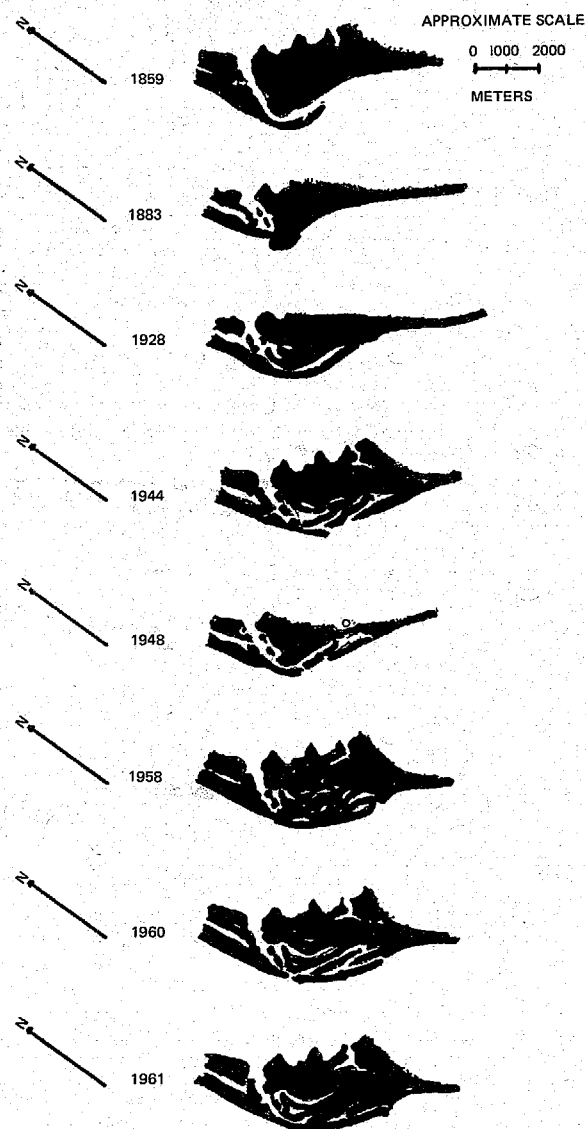 APPROXIMATE SCALE
0 1000 2000
METERS
N
1859
N
1883
N
1928
N
1944
N
1948
N
1958
N
1960
N
1961